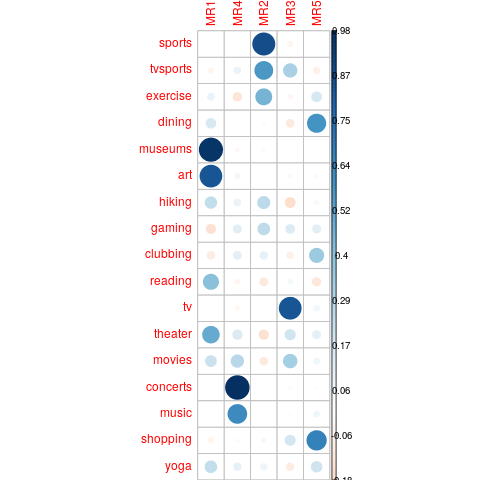 MR1 MR4 MR2 MR3 MR5
sports
tvsports
exercise
dining
museums
art
hiking
gaming
clubbing
reading
tv
theater
movies
concerts
music
shopping
yoga
0.98
0.87
0.75
0.64
0.52
0.4
0.29
0.17
0.06
-0.06
-0.18